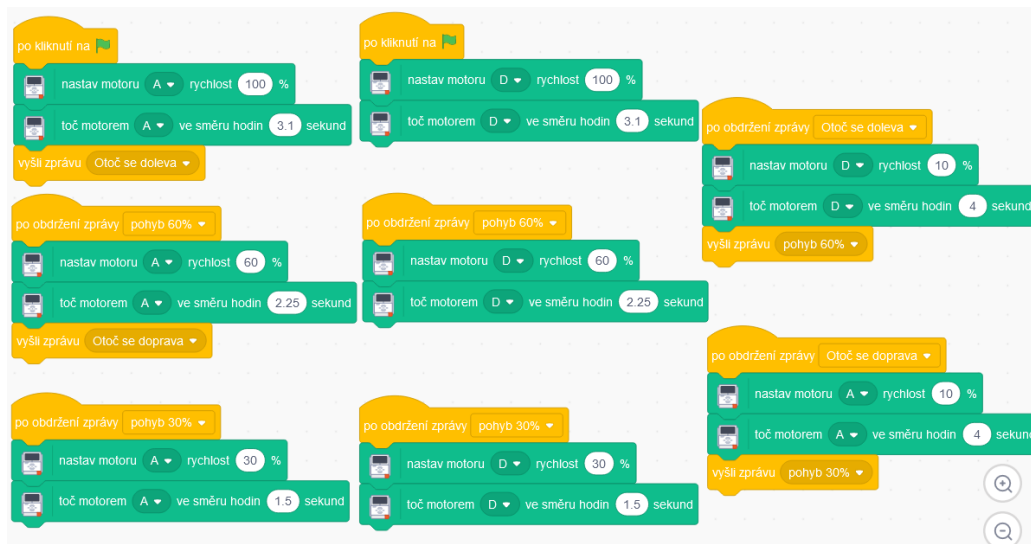 po kliknutí na
nastav motoru A rychlost 100 %
toč motorem A ve směru hodin 3.1 sekund
vyšli zprávu Otoč se doleva
po obdržení zprávy pohyb 60%
nastav motoru A rychlost 60 %
toč motorem A ve směru hodin 2.25 sekund
vyšli zprávu Otoč se doprava
po obdržení zprávy pohyb 30%
nastav motoru A rychlost 30 %
toč motorem A ve směru hodin 1.5 sekund
po kliknutí na
nastav motoru D rychlost 100 %
toč motorem D ve směru hodin 3.1 sekund
po obdržení zprávy pohyb 60%
nastav motoru D rychlost 60 %
toč motorem D ve směru hodin 2.25 sekund
po obdržení zprávy pohyb 30%
nastav motoru D rychlost 30 %
toč motorem D ve směru hodin 1.5 sekund
po obdržení zprávy Otoč se doleva
nastav motoru D rychlost 10 %
toč motorem D ve směru hodin 4 sekund
vyšli zprávu pohyb 60%
po obdržení zprávy Otoč se doprava
nastav motoru A rychlost 10 %
toč motorem A ve směru hodin 4 sekund
vyšli zprávu pohyb 30%